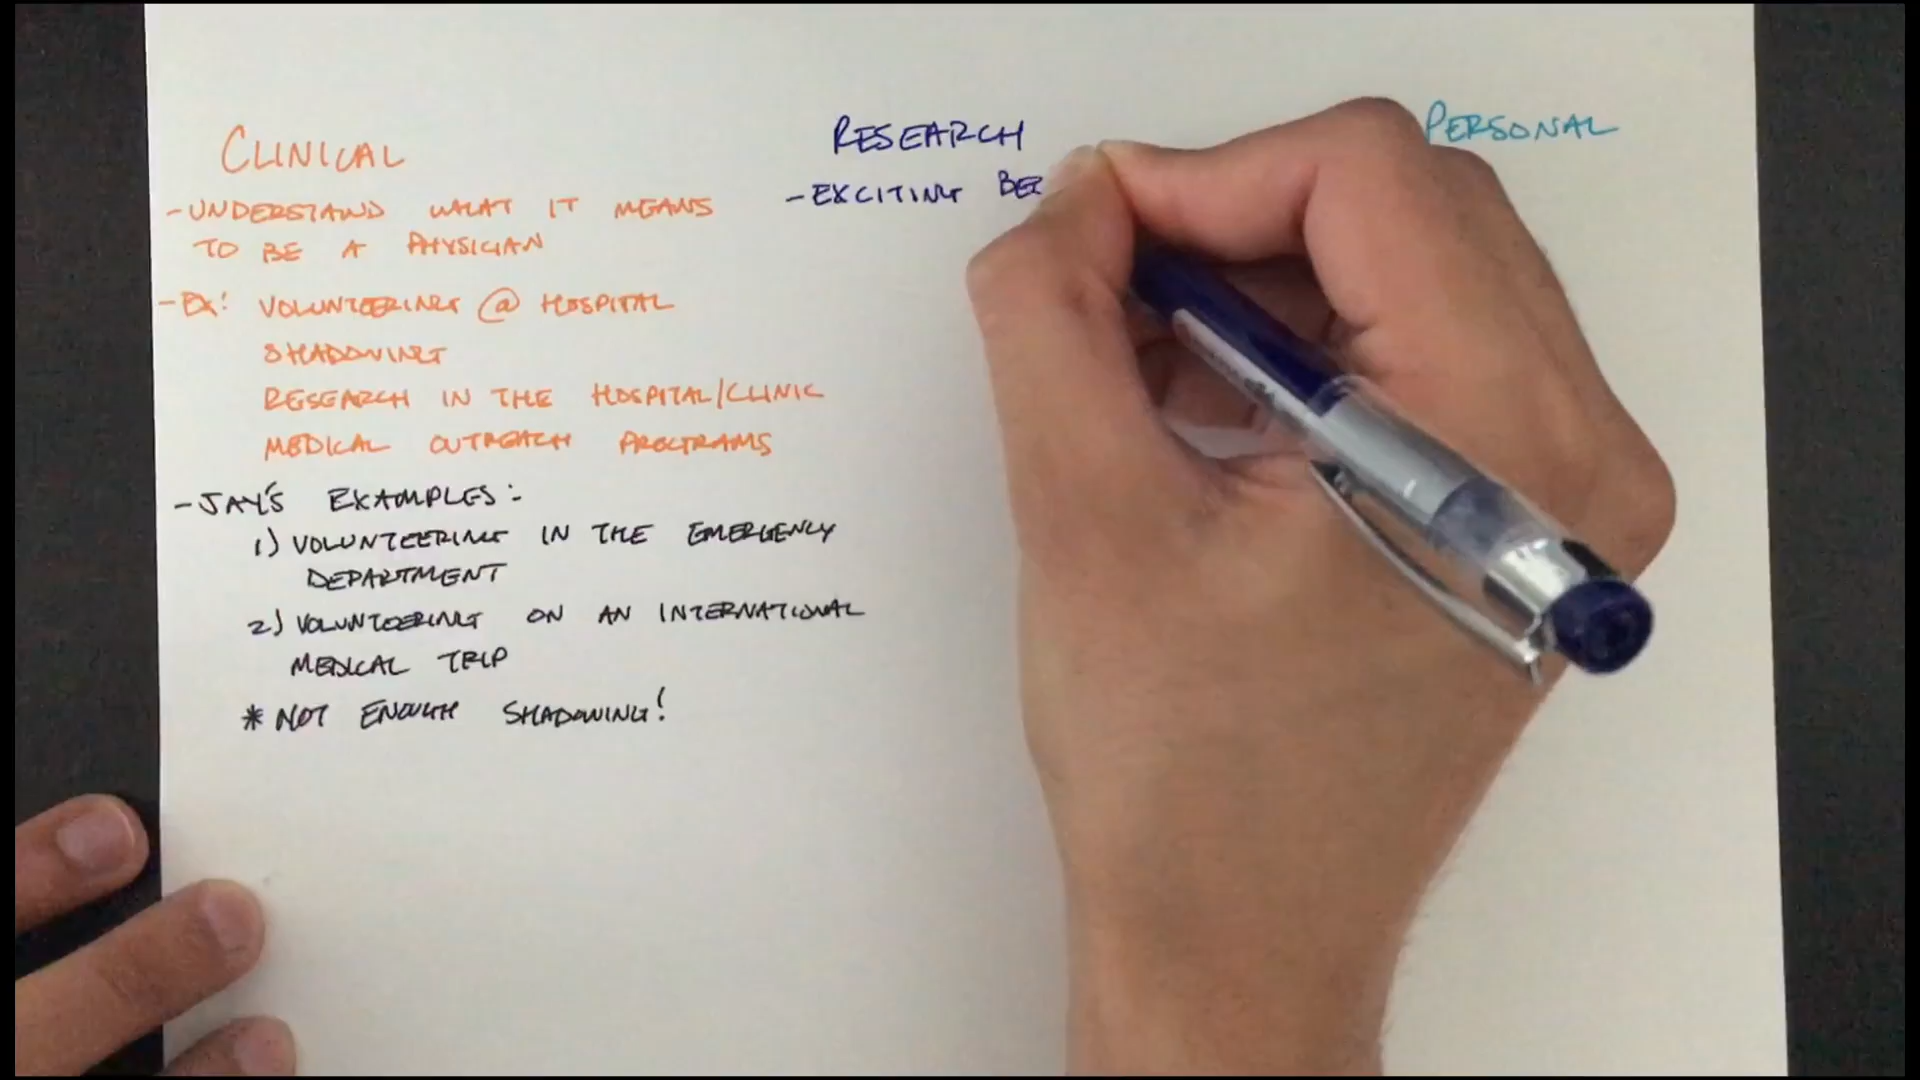 CLINICAL
-UNDERSTAND WHAT IT MEANS
TO BE A PHYSICIAN
-EX: VOLUNTEERING @ HOSPITAL
SHADOWING
RESEARCH IN THE HOSPITAL/CLINIC
MEDICAL OUTREACH PROGRAMS
-JAY'S EXAMPLES:
1) VOLUNTEERING IN THE EMERGENCY
DEPARTMENT
2) VOLUNTEERING ON AN INTERNATIONAL
MEDICAL TRIP
* NOT ENOUGH SHADOWING!
RESEARCH
-EXCITING BEC
PERSONAL